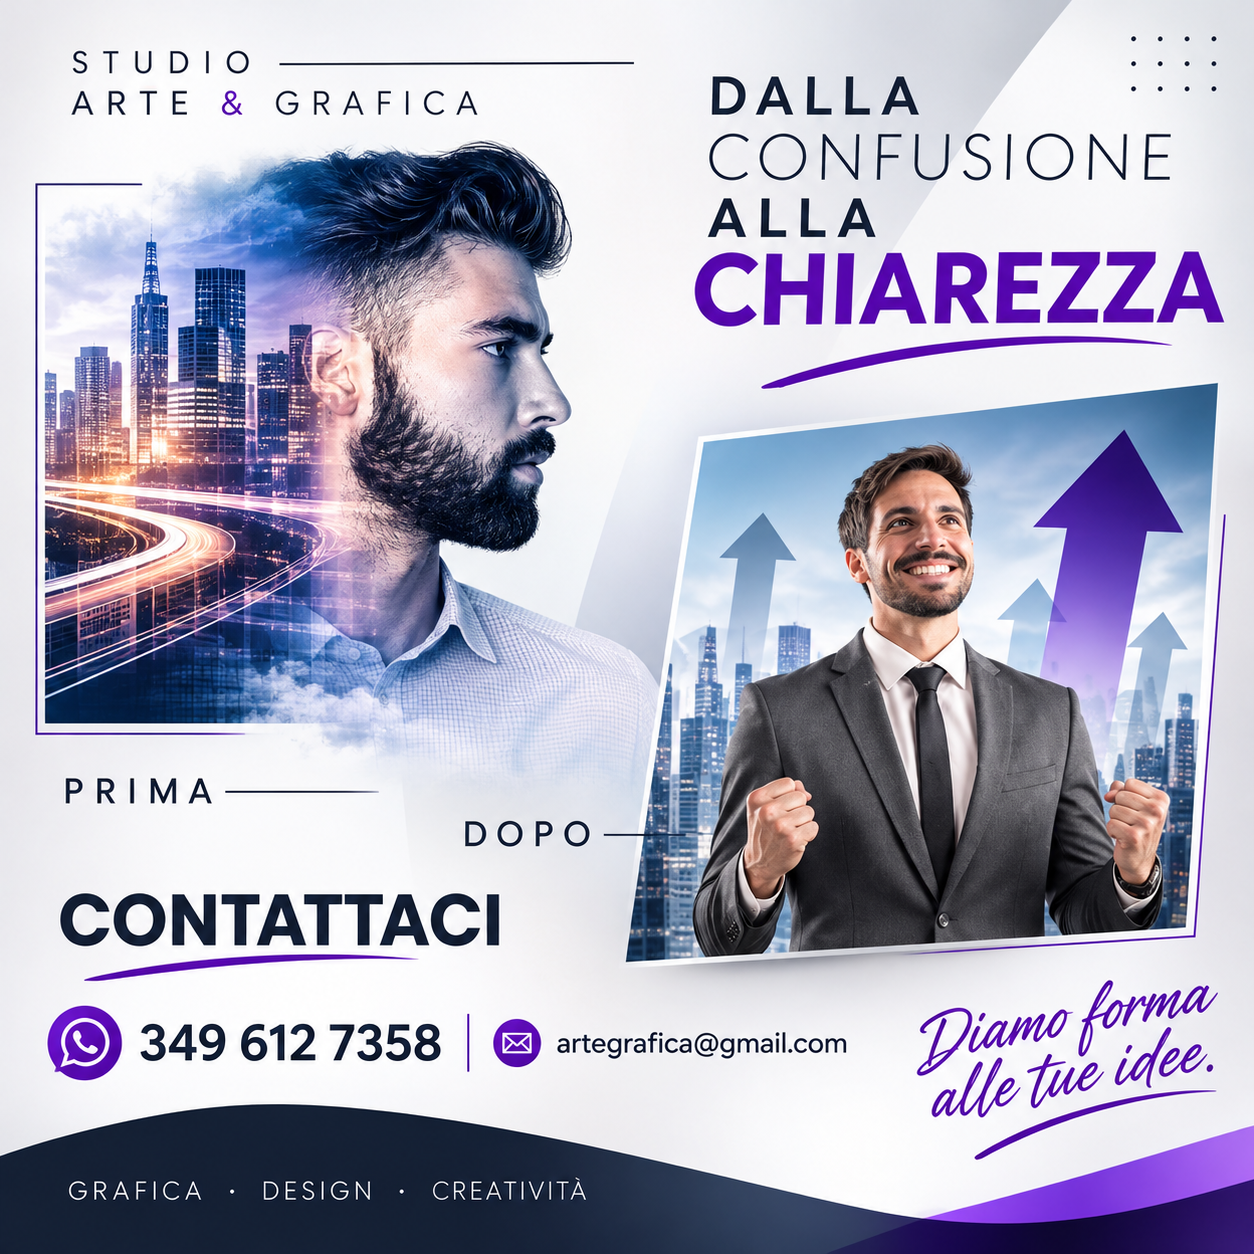 STUDIO
ARTE & GRAFICA
DALLA
CONFUSIONE
ALLA
CHIAREZZA
PRIMA
DOPO
CONTATTACI
349 612 7358
artegrafica@gmail.com
Diamo forma
alle tue idee.
GRAFICA · DESIGN · CREATIVITÀ